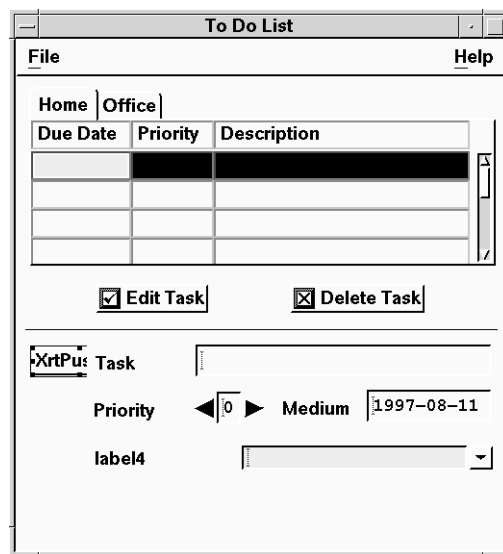 To Do List
File Help
Home Office
Due Date Priority Description
Edit Task Delete Task
XrtPus Task
Priority 0 Medium 1997-08-11
label4